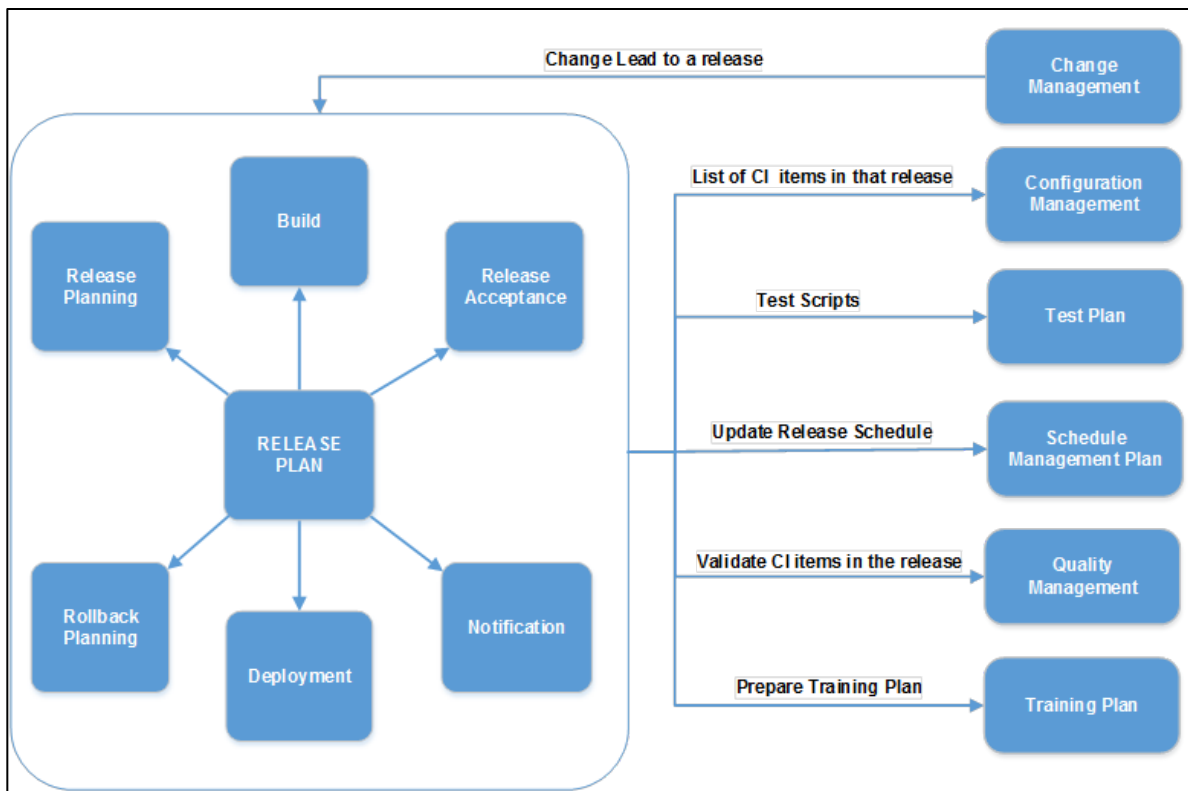 Change Lead to a release
Change
Management
List of CI  items in that release
Configuration
Management
Build
Release
Planning
Release
Acceptance
Test Scripts
Test Plan
RELEASE
PLAN
Update Release Schedule
Schedule
Management Plan
Validate CI items in the release
Quality
Management
Rollback
Planning
Notification
Deployment
Prepare Training Plan
Training Plan